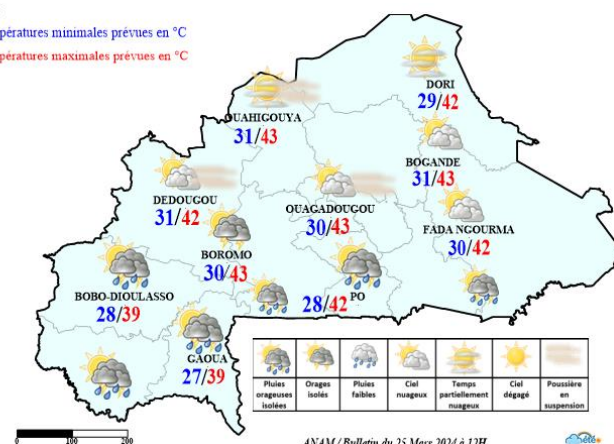 pératures minimales prévues en °C
pératures maximales prévues en °C
DORI
29/42
OUAHIGOUYA
31/43
BOGANDE
31/43
DEDOUGOU
31/42
OUAGADOUGOU
30/43
FADA NGOURMA
30/42
BOROMO
30/43
BOBO-DIOULASSO
28/39
28/42 PO
GAOUA
27/39
Pluies orageuses isolées
Orages isolés
Pluies faibles
Ciel nuageux
Temps partiellement nuageux
Ciel dégagé
Poussière en suspension
0 100 200
ANAM / Bulletin du 25 Mars 2024 à 12H
été